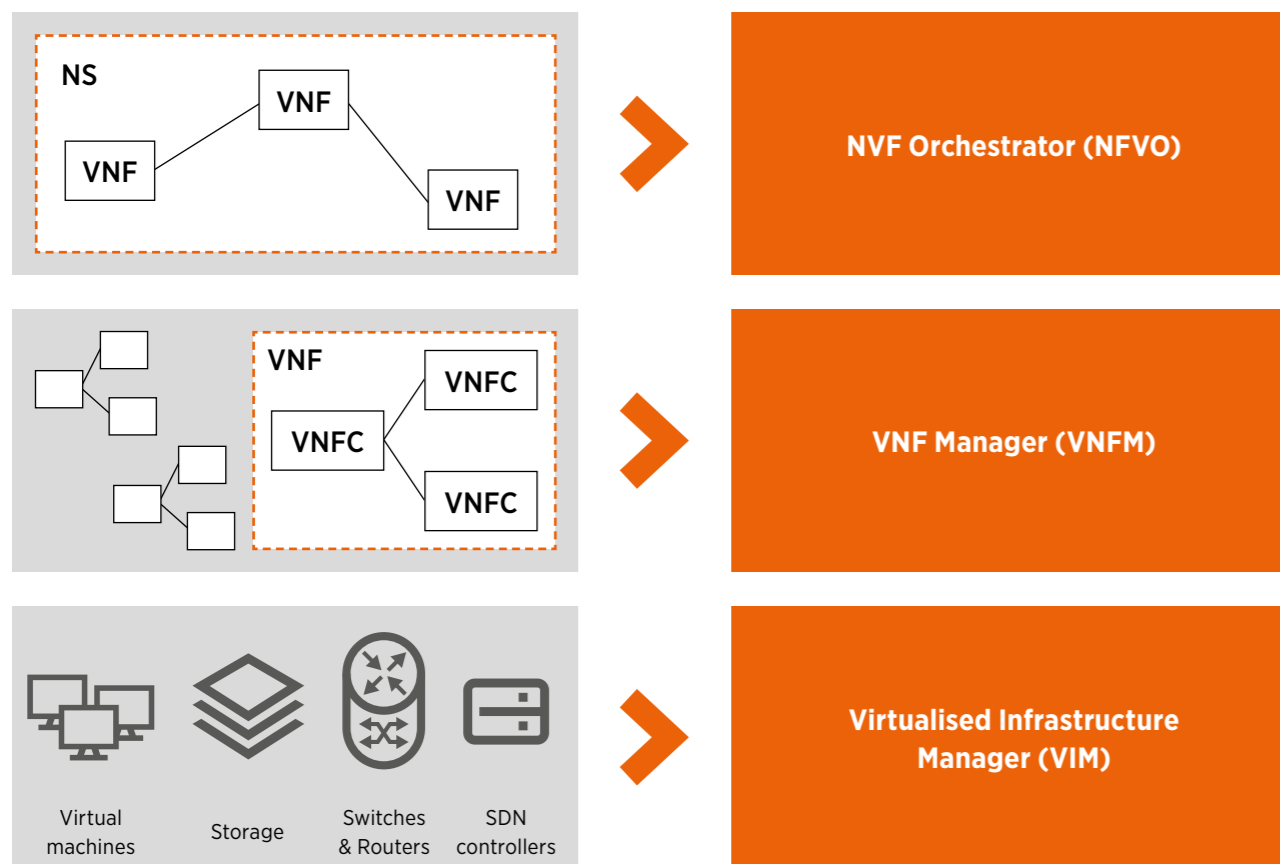 NS
VNF
VNF
VNF
NVF Orchestrator (NFVO)
VNF
VNFC
VNFC
VNFC
VNF Manager (VNFM)
Virtual
machines
Storage
Switches
& Routers
SDN
controllers
Virtualised Infrastructure
Manager (VIM)